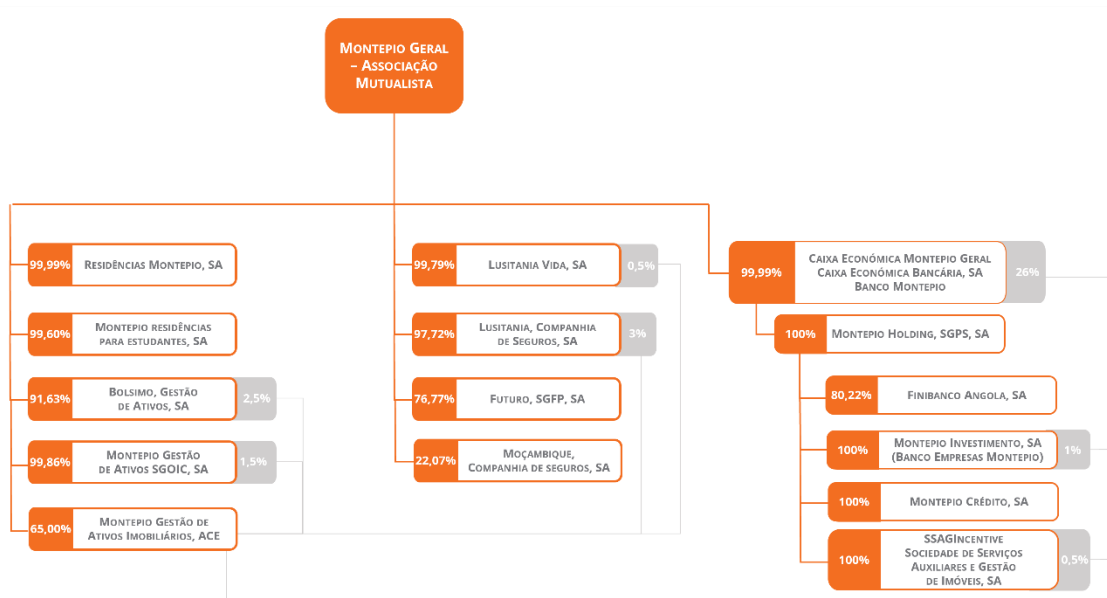 Montepio Geral
– Associação
Mutualista
99,99%
Residências Montepio, SA
99,60%
Montepio residências
para estudantes, SA
91,63%
Bolsimo, Gestão
de Ativos, SA
2,5%
99,86%
Montepio Gestão
de Ativos SGOIC, SA
1,5%
65,00%
Montepio Gestão de
Ativos Imobiliários, ACE
99,79%
Lusitania Vida, SA
0,5%
97,72%
Lusitania, Companhia
de Seguros, SA
3%
76,77%
Futuro, SGFP, SA
22,07%
Moçambique,
Companhia de seguros, SA
99,99%
Caixa Económica Montepio Geral
Caixa Económica Bancária, SA
Banco Montepio
26%
100%
Montepio Holding, SGPS, SA
80,22%
Finibanco Angola, SA
100%
Montepio Investimento, SA
(Banco Empresas Montepio)
1%
100%
Montepio Crédito, SA
100%
SSAGIncentive
Sociedade de Serviços
Auxiliares e Gestão
de Imóveis, SA
0,5%